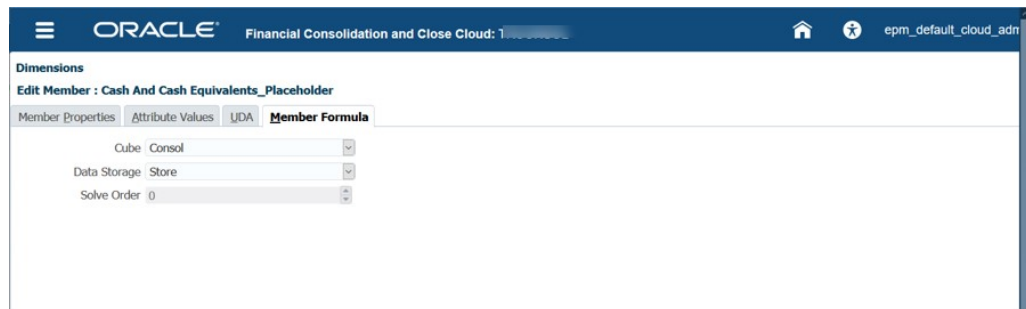 ORACLE® Financial Consolidation and Close Cloud: epm_default_cloud_adm
Dimensions
Edit Member : Cash And Cash Equivalents_Placeholder
Member Properties Attribute Values UDA Member Formula
Cube Consol
Data Storage Store
Solve Order 0